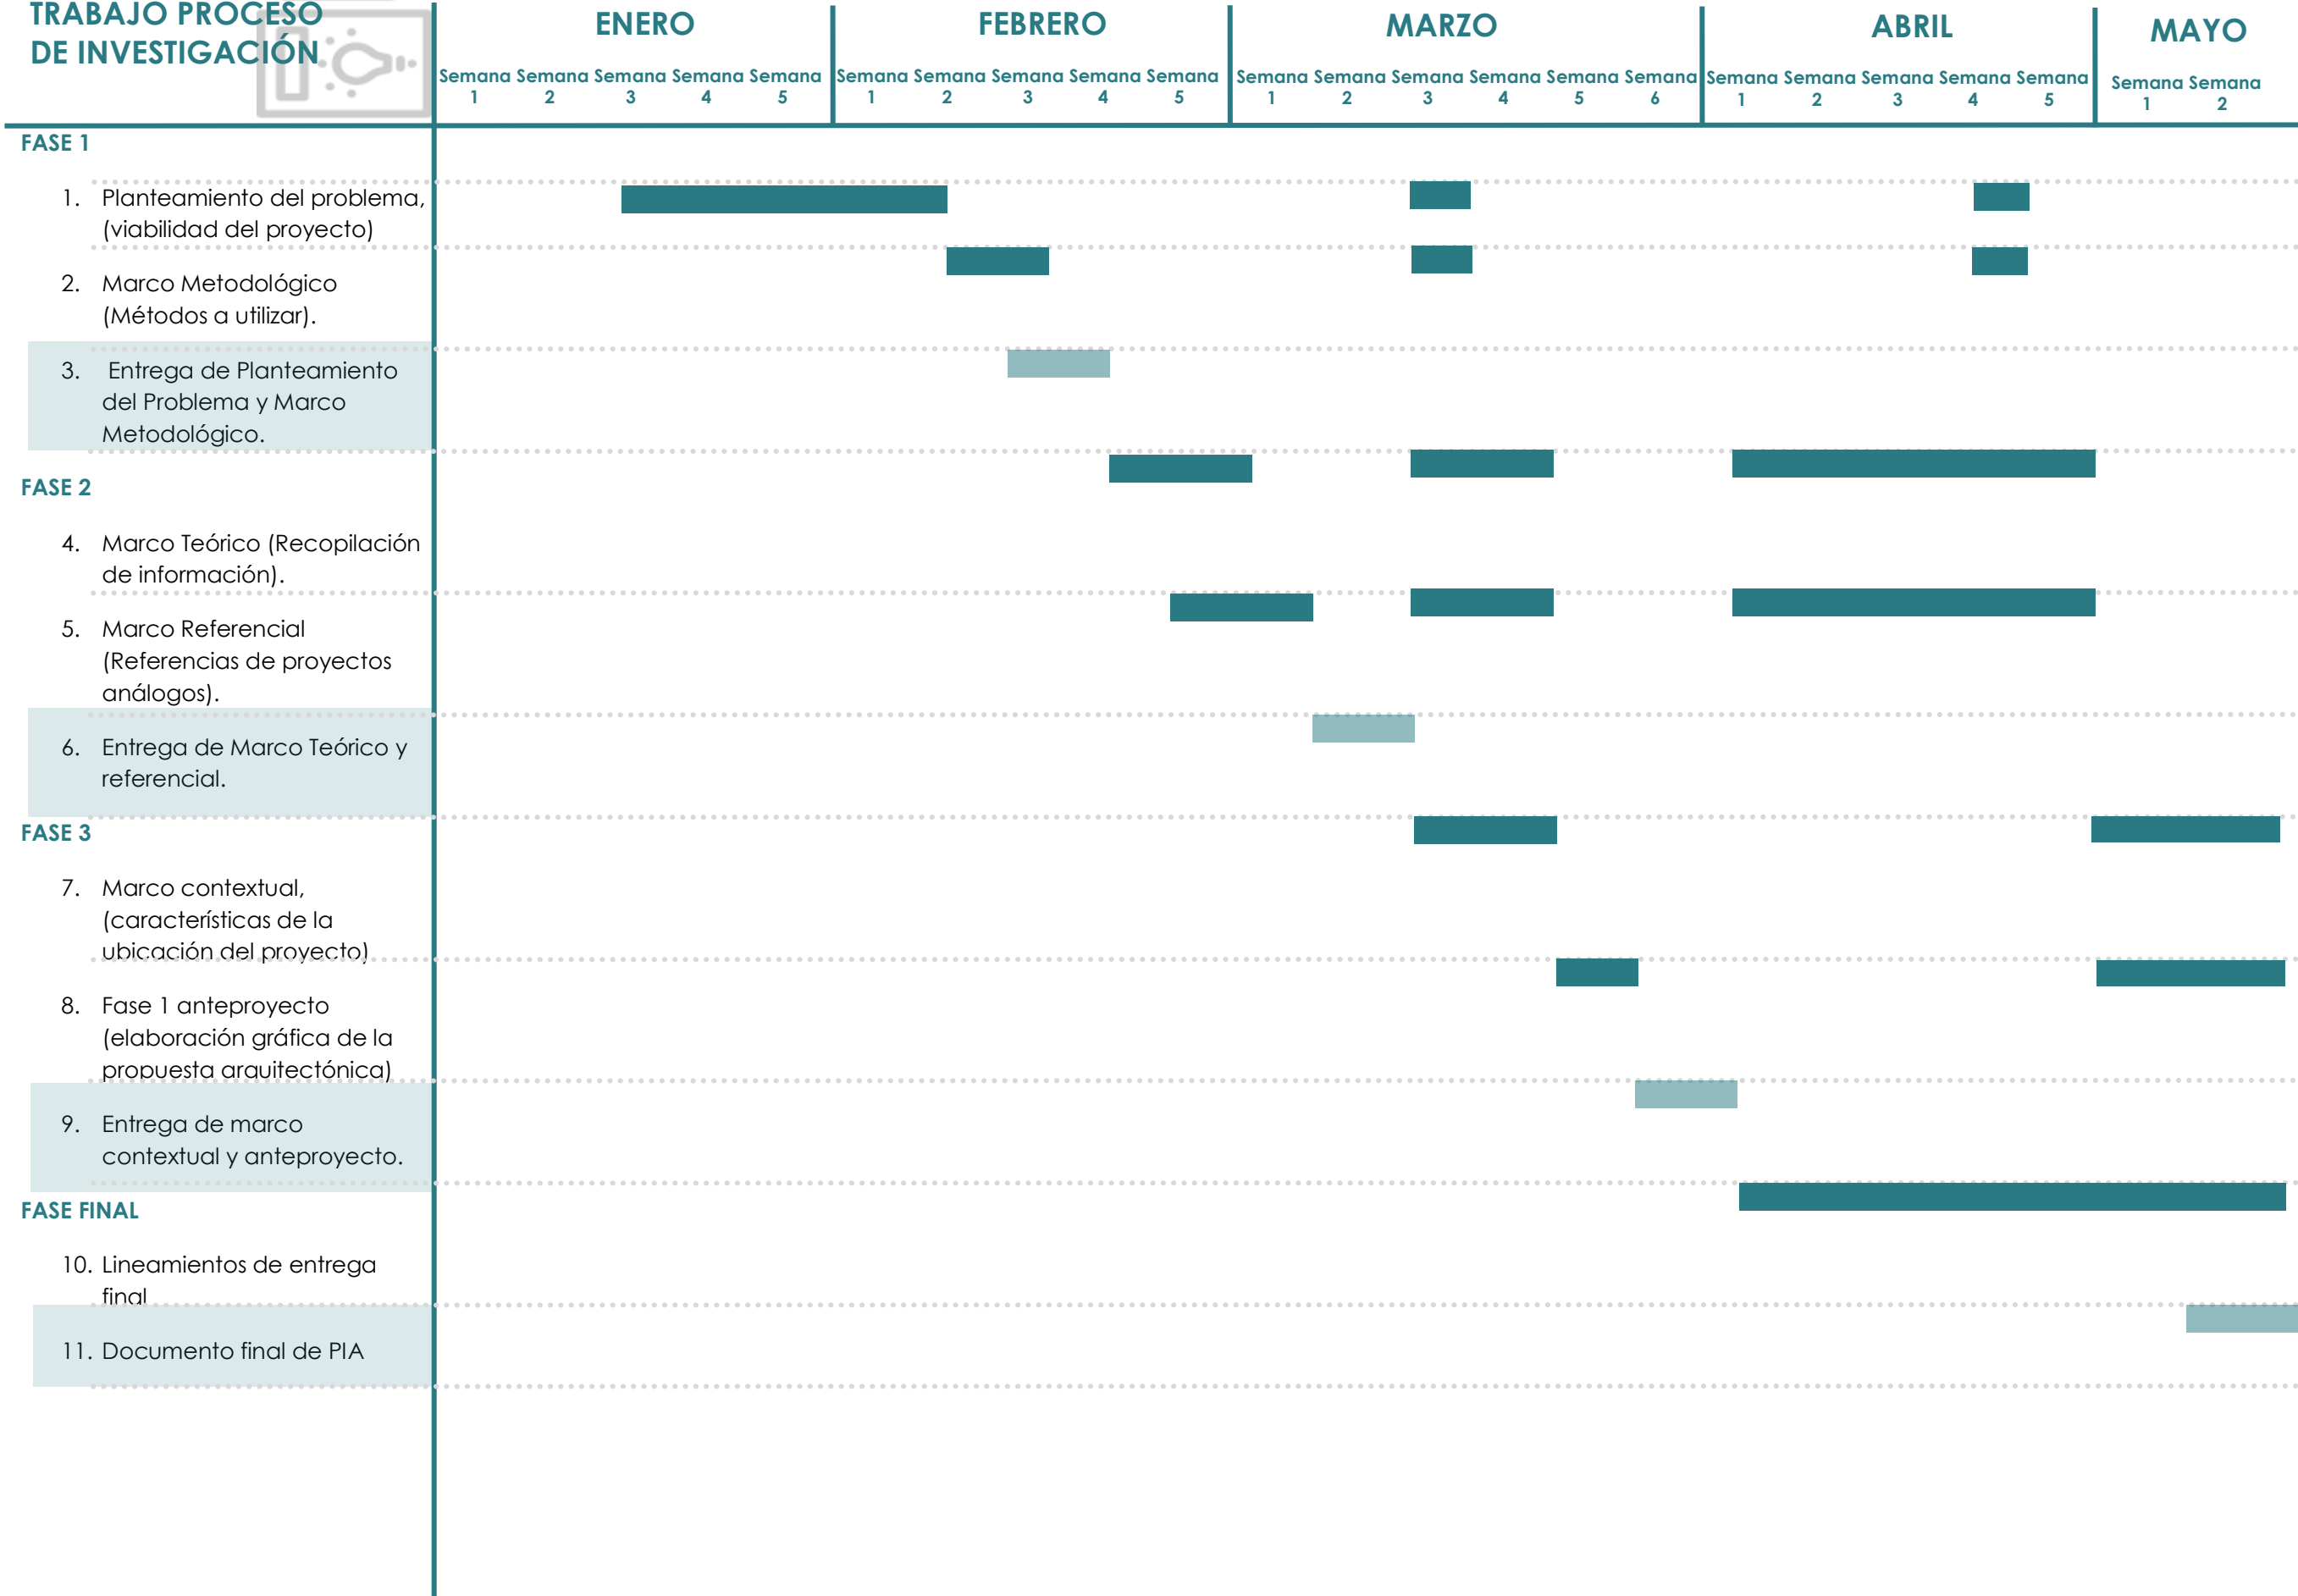 TRABAJO PROCESO
DE INVESTIGACIÓN
ENERO
FEBRERO
MARZO
ABRIL
MAYO
Semana Semana Semana Semana Semana
1 2 3 4 5
Semana Semana Semana Semana Semana
1 2 3 4 5
Semana Semana Semana Semana Semana Semana
1 2 3 4 5 6
Semana Semana Semana Semana Semana
1 2 3 4 5
Semana Semana
1 2
FASE 1
1. Planteamiento del problema,
(viabilidad del proyecto)
2. Marco Metodológico
(Métodos a utilizar).
3. Entrega de Planteamiento
del Problema y Marco
Metodológico.
FASE 2
4. Marco Teórico (Recopilación
de información).
5. Marco Referencial
(Referencias de proyectos
análogos).
6. Entrega de Marco Teórico y
referencial.
FASE 3
7. Marco contextual,
(características de la
ubicación del proyecto)
8. Fase 1 anteproyecto
(elaboración gráfica de la
propuesta arquitectónica)
9. Entrega de marco
contextual y anteproyecto.
FASE FINAL
10. Lineamientos de entrega
final
11. Documento final de PIA